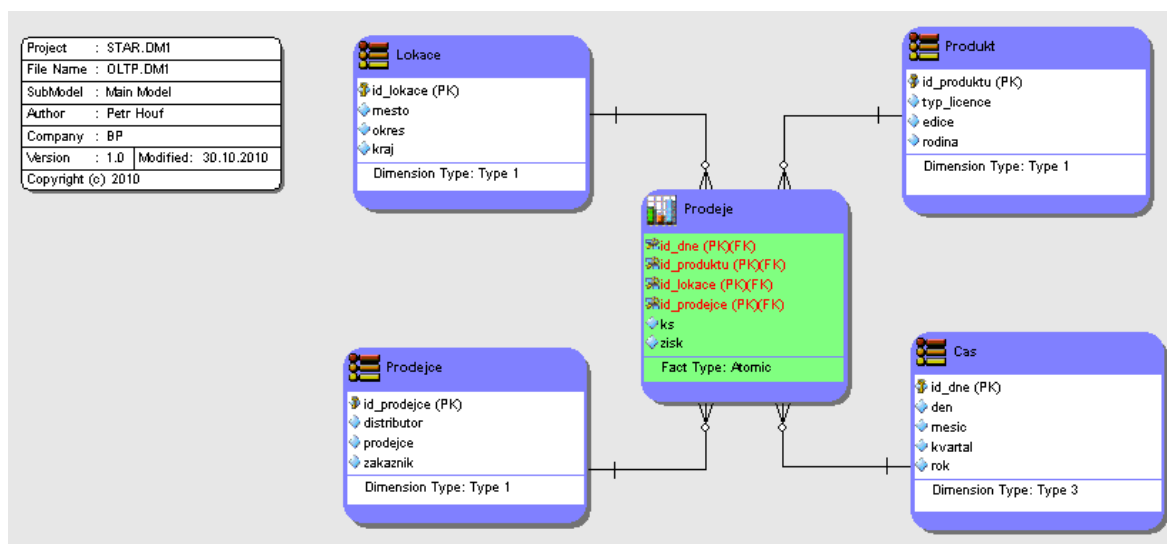 Project : STAR.DM1
File Name : OLTP.DM1
SubModel : Main Model
Author : Petr Houf
Company : BP
Version : 1.0 Modified: 30.10.2010
Copyright (c) 2010
Lokace
id_lokace (PK)
mesto
okres
kraj
Dimension Type: Type 1
Produkt
id_produktu (PK)
typ_licence
edice
rodina
Dimension Type: Type 1
Prodeje
id_dne (PK)(FK)
id_produktu (PK)(FK)
id_lokace (PK)(FK)
id_prodejce (PK)(FK)
ks
zisk
Fact Type: Atomic
Prodejce
id_prodejce (PK)
distributor
prodejce
zakaznik
Dimension Type: Type 1
Cas
id_dne (PK)
den
mesic
kvartal
rok
Dimension Type: Type 3